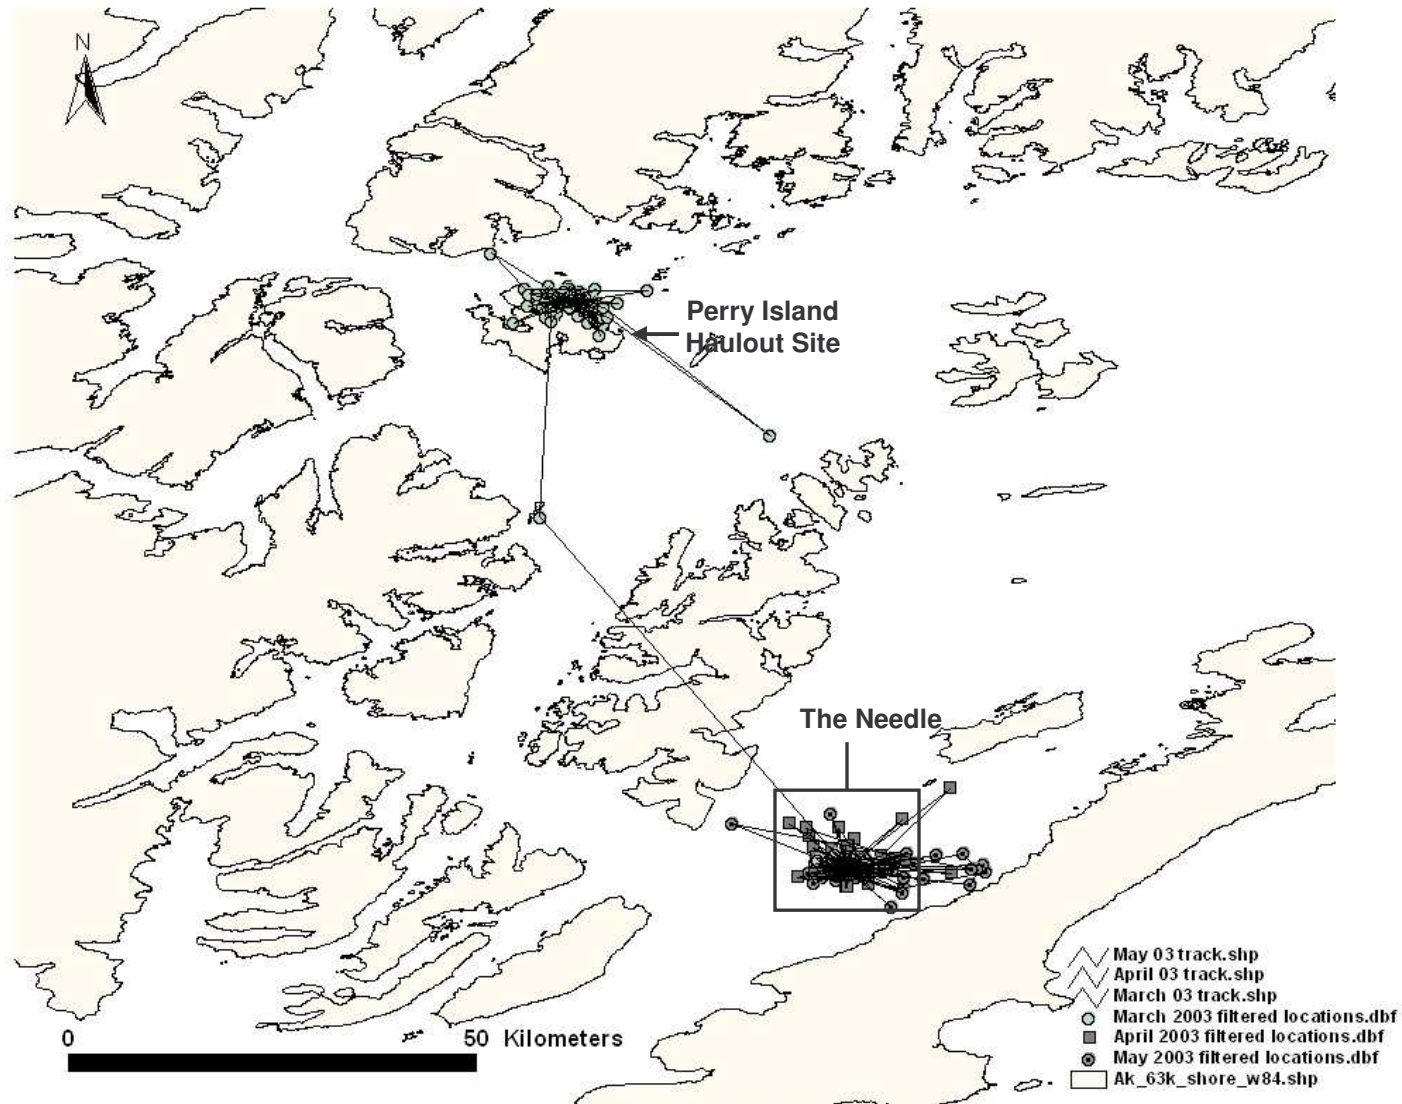 N
Perry Island
Haulout Site
The Needle
May 03 track.shp
April 03 track.shp
March 03 track.shp
March 2003 filtered locations.dbf
April 2003 filtered locations.dbf
May 2003 filtered locations.dbf
Ak_63k_shore_w84.shp
0 50 Kilometers